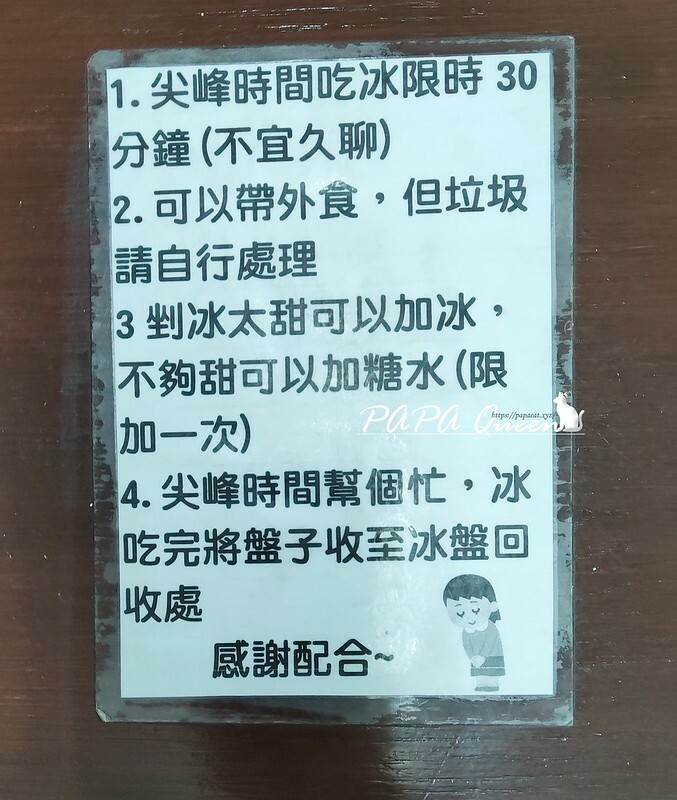 1. 尖峰時間吃冰限時 30
分鐘 (不宜久聊)
2. 可以帶外食，但垃圾
請自行處理
3 剉冰太甜可以加冰，
不夠甜可以加糖水 (限
https://papacat.xyz/
PAPA Queen
加一次)
4. 尖峰時間幫個忙，冰
吃完將盤子收至冰盤回
收處
感謝配合~